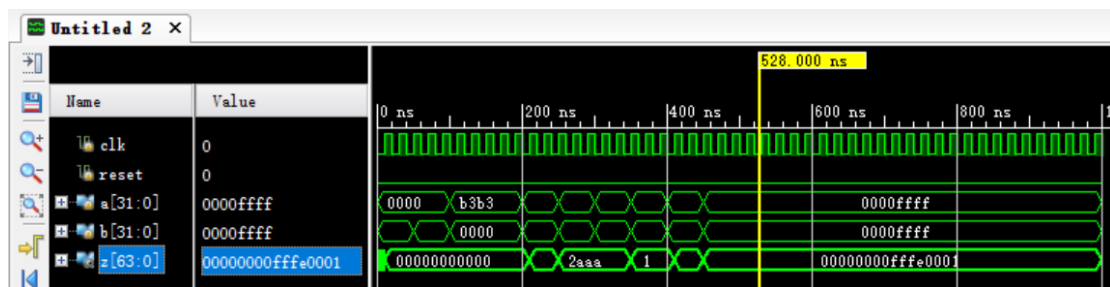 Untitled 2 ×
528.000 ns
Name Value
0 ns 200 ns 400 ns 600 ns 800 ns 1
clk 0
reset 0
a[31:0] 0000ffff 0000 b3b3 0000ffff
b[31:0] 0000ffff 0000 0000ffff
z[63:0] 00000000fffe0001 00000000000 2aaa 1 00000000fffe0001